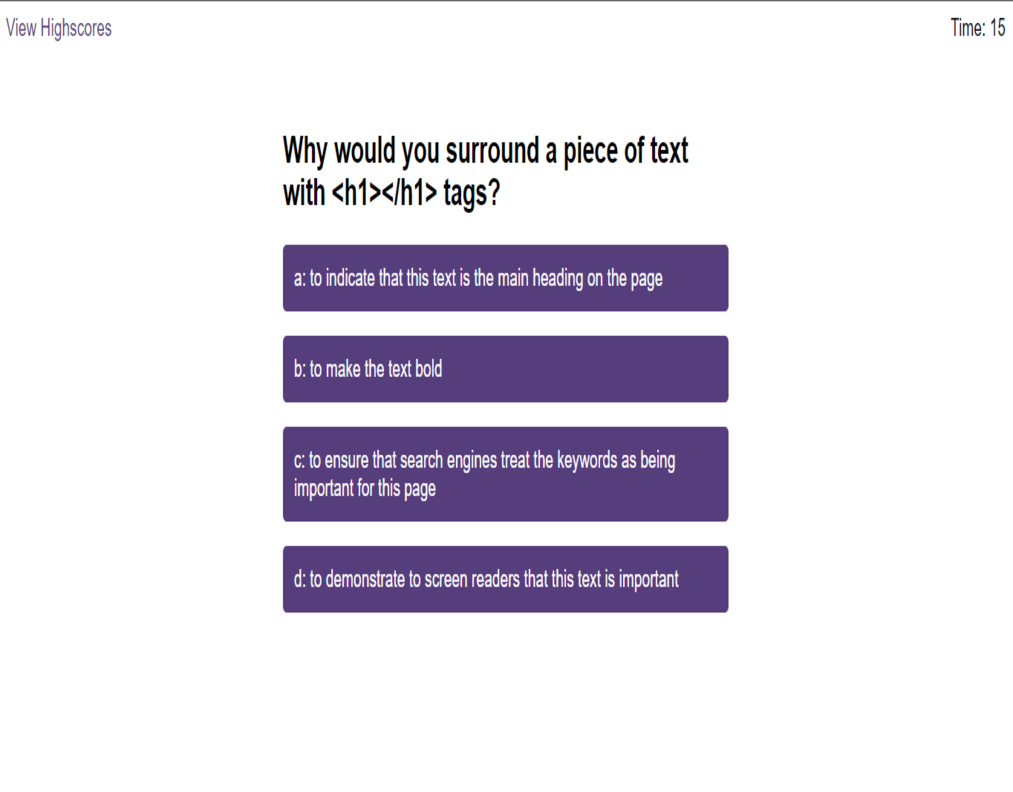 View Highscores
Time: 15
Why would you surround a piece of text
with <h1></h1> tags?
a: to indicate that this text is the main heading on the page
b: to make the text bold
c: to ensure that search engines treat the keywords as being
important for this page
d: to demonstrate to screen readers that this text is important